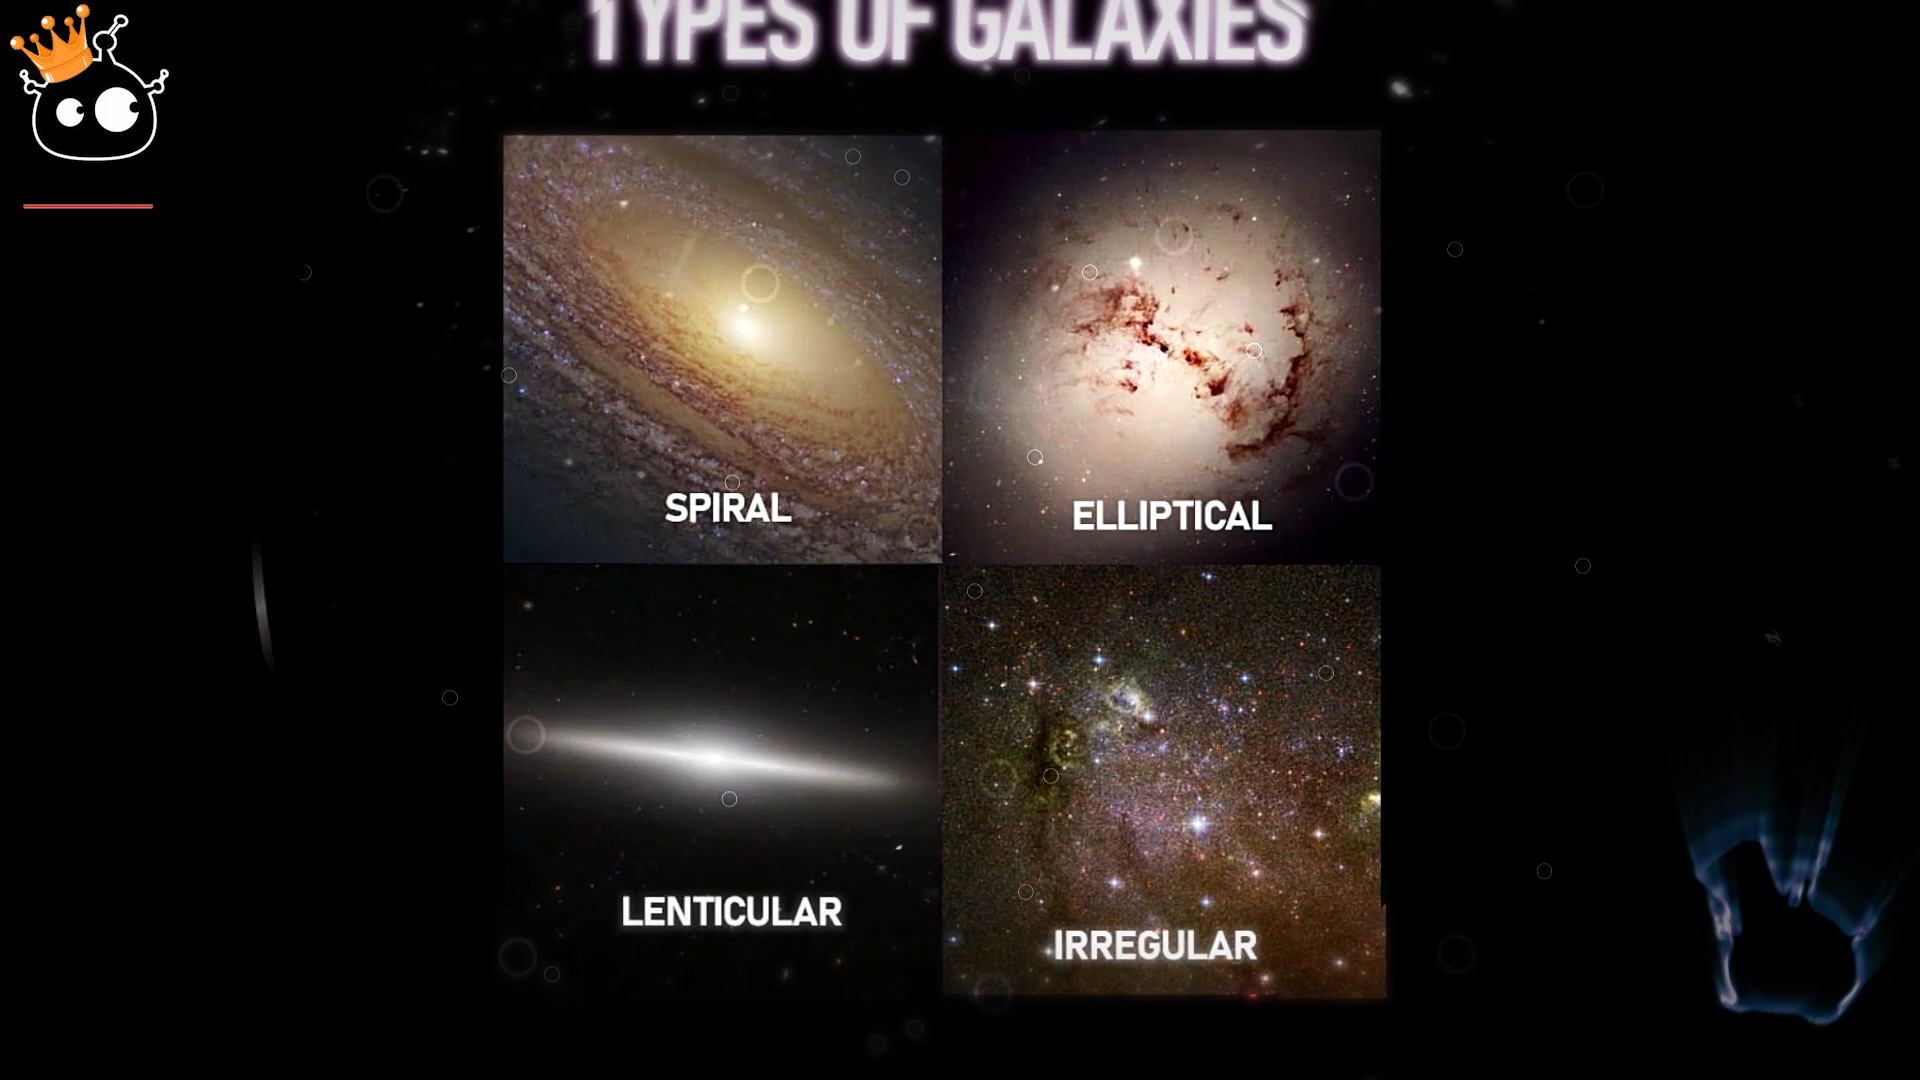 TYPES OF GALAXIES
SPIRAL
ELLIPTICAL
LENTICULAR
IRREGULAR